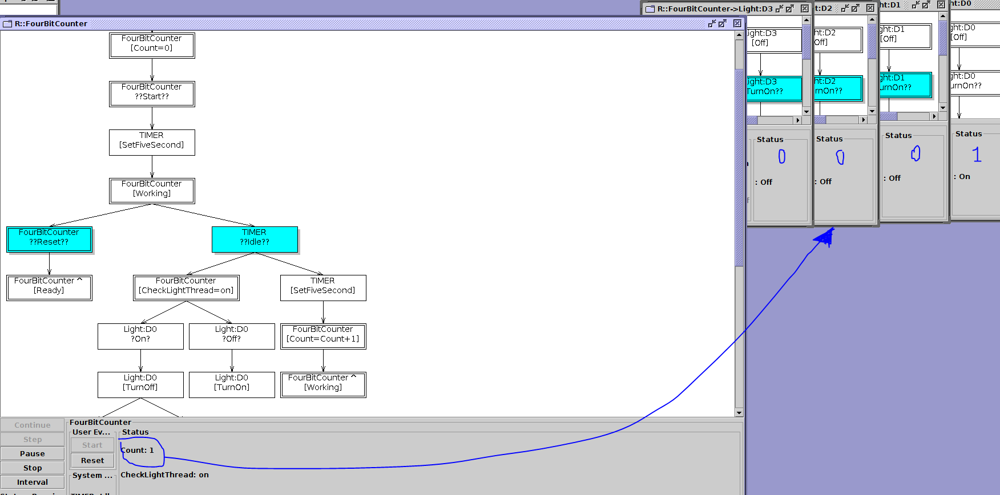 R::FourBitCounter
FourBitCounter
[Count=0]
FourBitCounter
??Start??
TIMER
[SetFiveSecond]
FourBitCounter
[Working]
FourBitCounter
??Reset??
TIMER
??Idle??
FourBitCounter ^
[Ready]
FourBitCounter
[CheckLightThread=on]
TIMER
[SetFiveSecond]
Light:D0
?On?
Light:D0
?Off?
FourBitCounter
[Count=Count+1]
Light:D0
[TurnOff]
Light:D0
[TurnOn]
FourBitCounter ^
[Working]
Continue
Step
Pause
Stop
Interval
FourBitCounter
User Ev...
Start
Reset
System ...
Status
Count: 1
CheckLightThread: on
R::FourBitCounter->Light:D3
ight:D3
[Off]
ight:D3
TurnOn??
Status
0
: Off
t:D2
nt:D2
Off]
nt:D2
rnOn??
Status
0
: Off
ht:D1
ght:D1
[Off]
ght:D1
urnOn??
Status
0
: Off
t:D0
ght:D0
[Off]
ght:D0
urnOn??
Status
1
: On